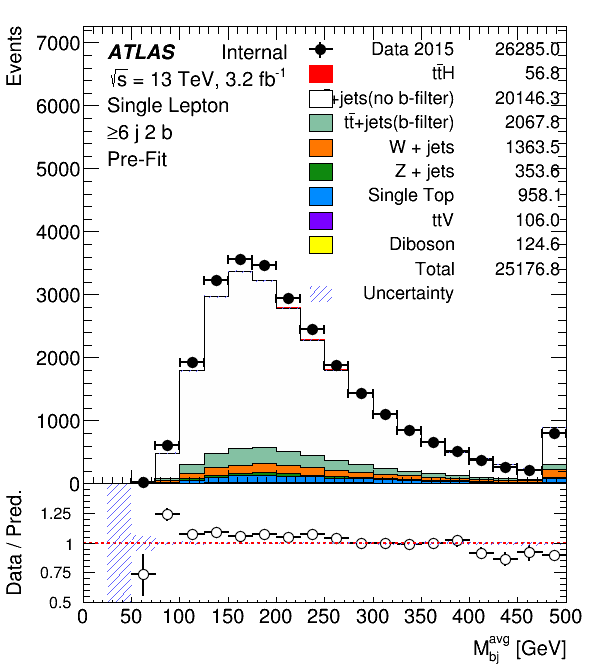 Events
7000
6000
5000
4000
3000
2000
1000
0
ATLAS Internal
√s = 13 TeV, 3.2 fb-1
Single Lepton
≥6 j 2 b
Pre-Fit
Data 2015 26285.0
tt̄H 56.8
+jets(no b-filter) 20146.3
tt̄+jets(b-filter) 2067.8
W + jets 1363.5
Z + jets 353.6
Single Top 958.1
ttV 106.0
Diboson 124.6
Total 25176.8
Uncertainty
Data / Pred.
1.25
1
0.75
0.5
0 50 100 150 200 250 300 350 400 450 500
M_bj^avg [GeV]